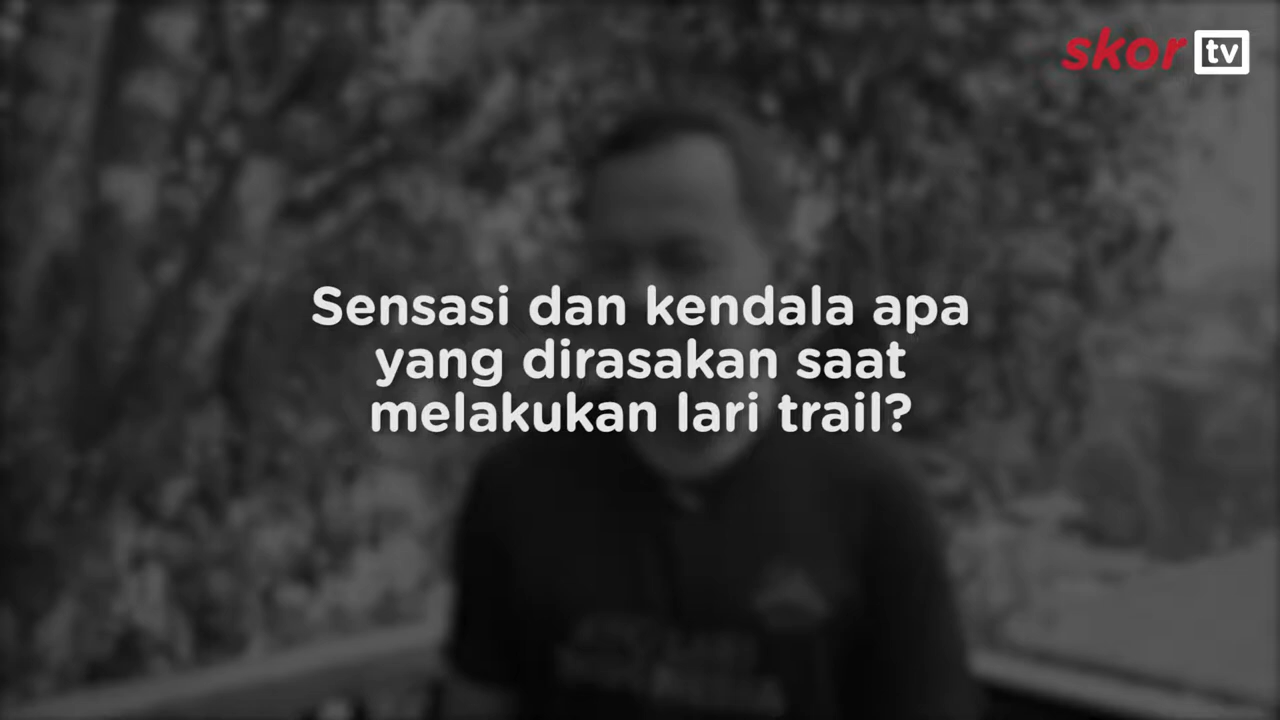 skor tv
Sensasi dan kendala apa
yang dirasakan saat
melakukan lari trail?